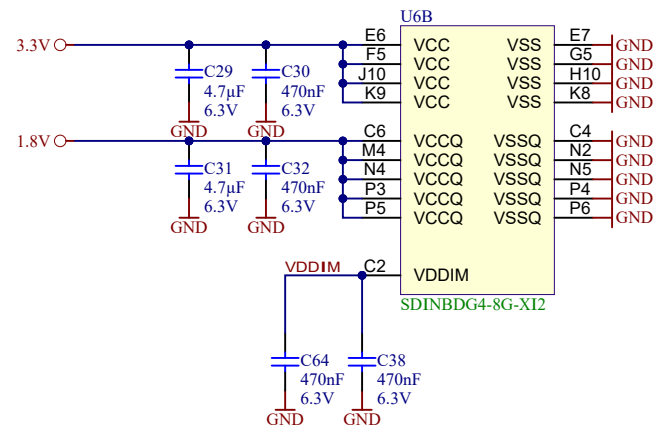 U6B
3.3V
E6 VCC VSS E7 GND
F5 VCC VSS G5 GND
J10 VCC VSS H10 GND
K9 VCC VSS K8 GND
C29
4.7µF
6.3V
GND
C30
470nF
6.3V
GND
1.8V
C6 VCCQ VSSQ C4 GND
M4 VCCQ VSSQ N2 GND
N4 VCCQ VSSQ N5 GND
P3 VCCQ VSSQ P4 GND
P5 VCCQ VSSQ P6 GND
C31
4.7µF
6.3V
GND
C32
470nF
6.3V
GND
VDDIM C2 VDDIM
SDINBDG4-8G-XI2
C64
470nF
6.3V
GND
C38
470nF
6.3V
GND